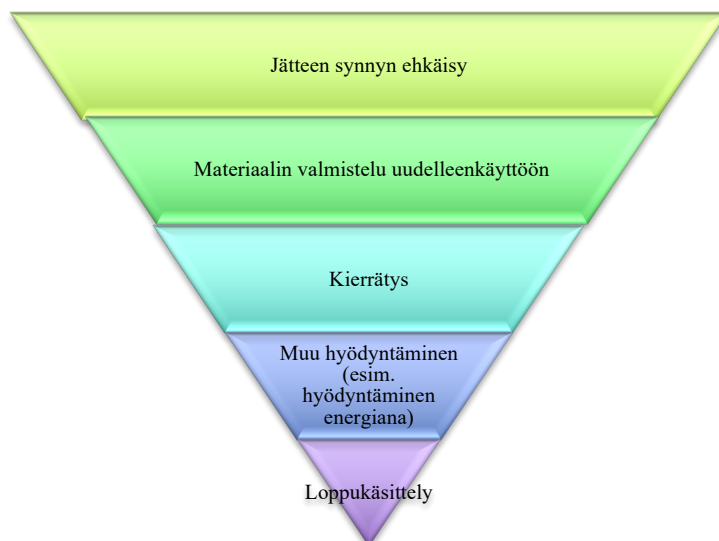 Jätteen synnyn ehkäisy
Materiaalin valmistelu uudelleenkäyttöön
Kierrätys
Muu hyödyntäminen
(esim.
hyödyntäminen
energiana)
Loppukäsittely